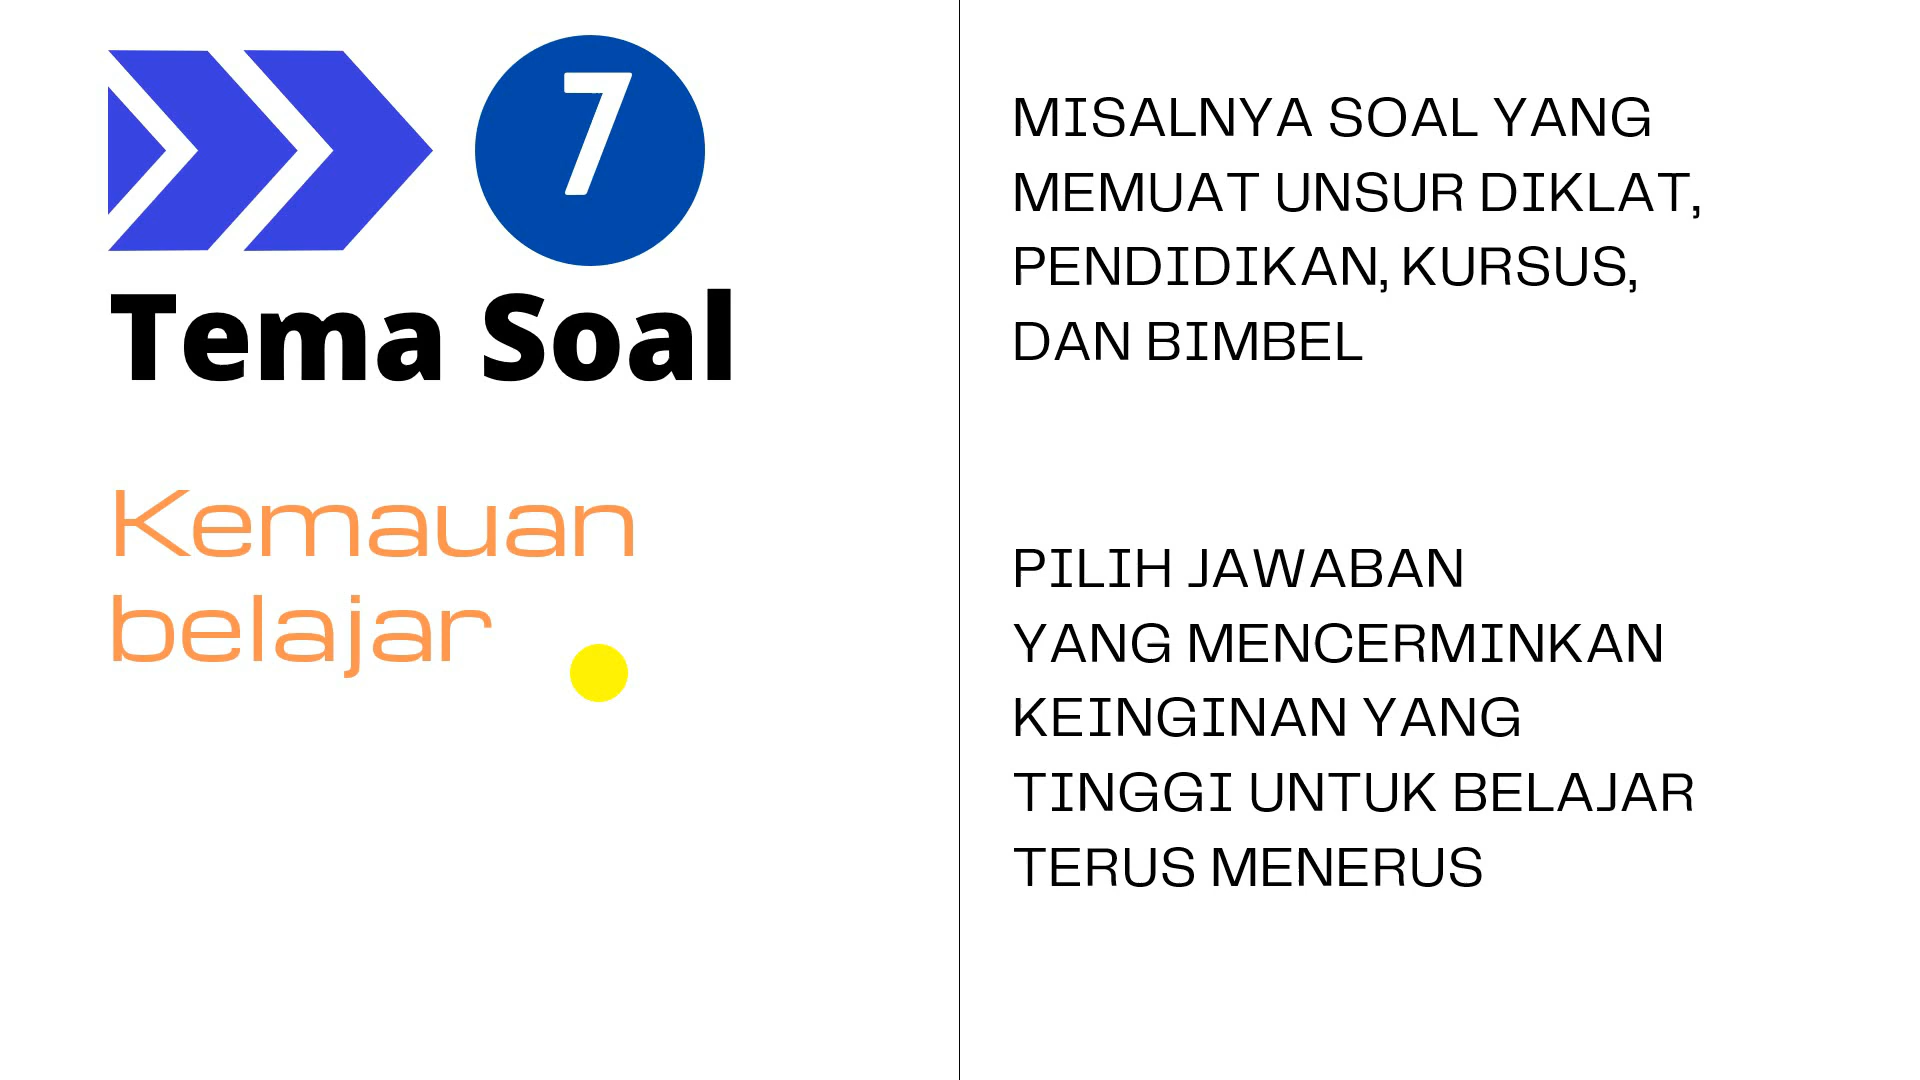 7
Tema Soal
Kemauan
belajar
MISALNYA SOAL YANG
MEMUAT UNSUR DIKLAT,
PENDIDIKAN, KURSUS,
DAN BIMBEL
PILIH JAWABAN
YANG MENCERMINKAN
KEINGINAN YANG
TINGGI UNTUK BELAJAR
TERUS MENERUS